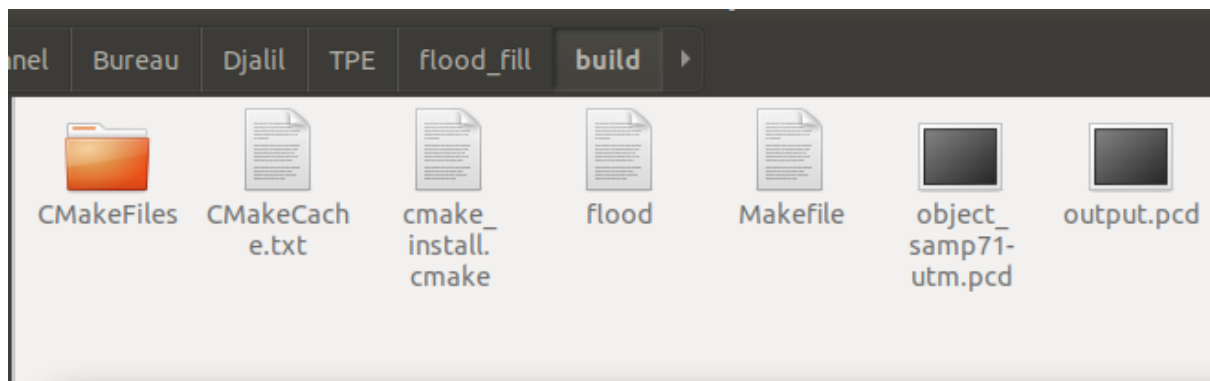 nnel Bureau Djalil TPE flood_fill build
CMakeFiles CMakeCach cmake_ flood Makefile object_ output.pcd
e.txt install. samp71-
cmake utm.pcd